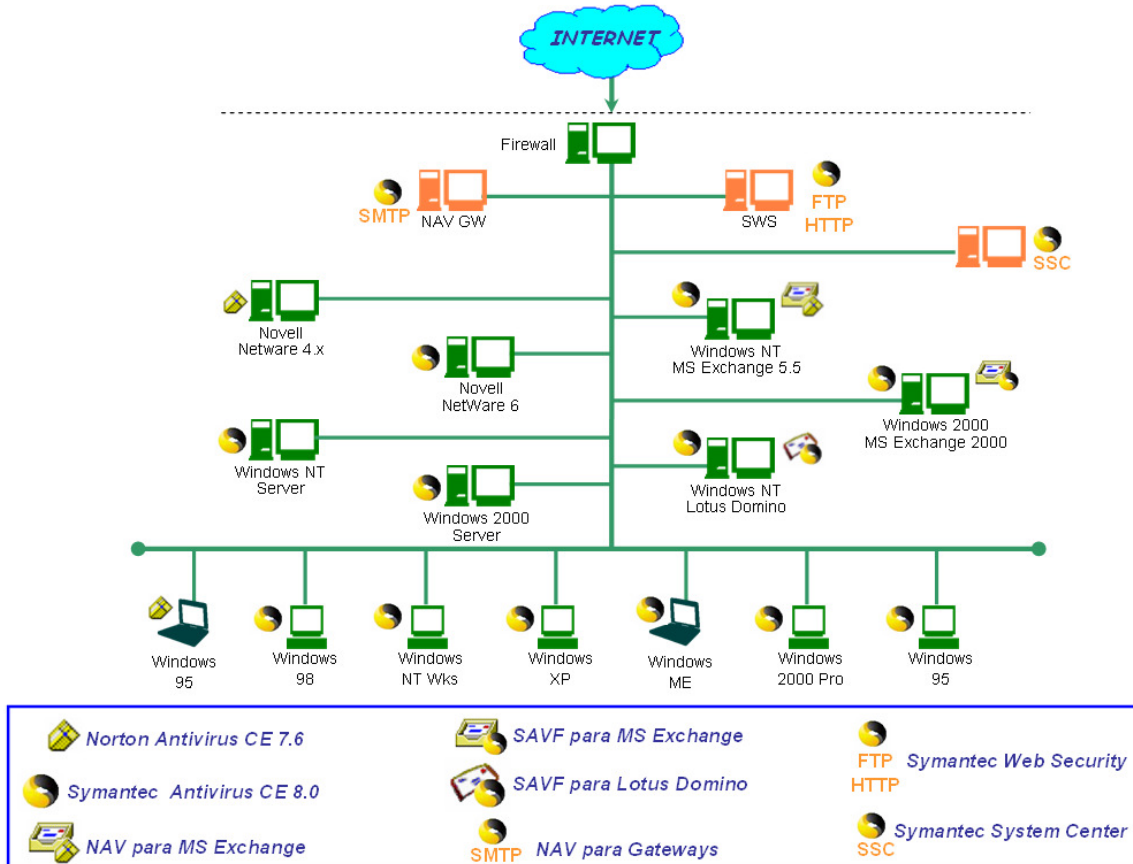 INTERNET
Firewall
SMTP
NAV GW
SWS
FTP
HTTP
SSC
Novell
Netware 4.x
Windows NT
MS Exchange 5.5
Novell
NetWare 6
Windows 2000
MS Exchange 2000
Windows NT
Server
Windows NT
Lotus Domino
Windows 2000
Server
Windows
95
Windows
98
Windows
NT Wks
Windows
XP
Windows
ME
Windows
2000 Pro
Windows
95
Norton Antivirus CE 7.6
Symantec Antivirus CE 8.0
NAV para MS Exchange
SAVF para MS Exchange
SAVF para Lotus Domino
SMTP NAV para Gateways
FTP
HTTP
Symantec Web Security
SSC
Symantec System Center